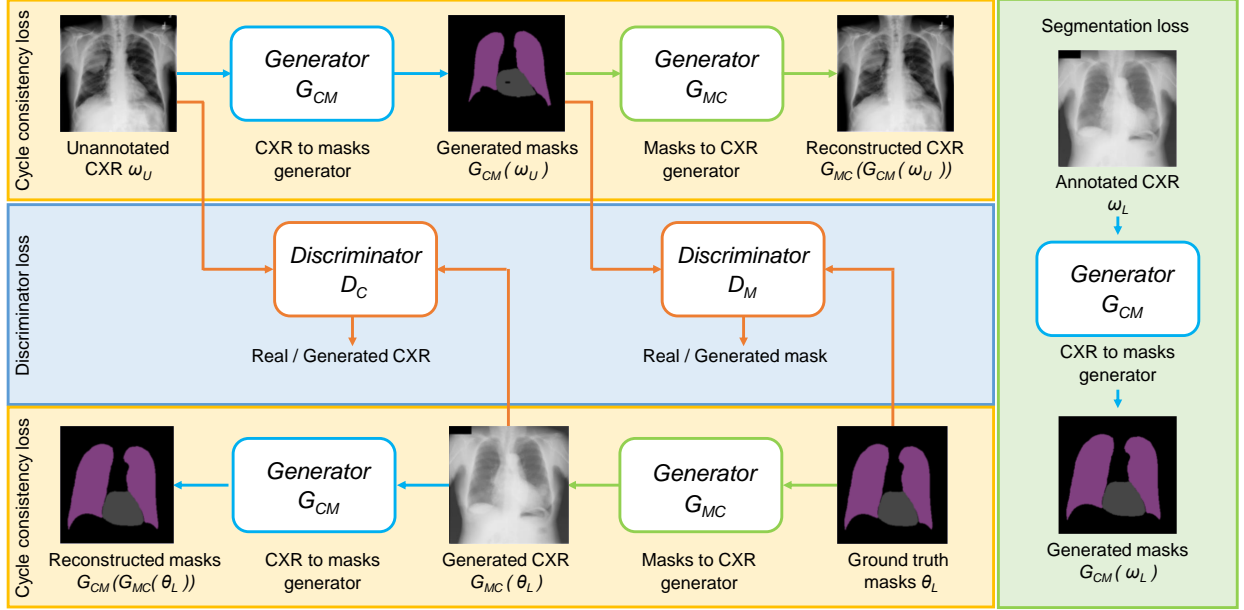 Cycle consistency loss
Generator
G_CM
Generator
G_MC
Unannotated
CXR ω_U
CXR to masks
generator
Generated masks
G_CM ( ω_U )
Masks to CXR
generator
Reconstructed CXR
G_MC (G_CM ( ω_U ))
Discriminator loss
Discriminator
D_C
Discriminator
D_M
Real / Generated CXR
Real / Generated mask
Cycle consistency loss
Generator
G_CM
Generator
G_MC
Reconstructed masks
G_CM (G_MC ( θ_L ))
CXR to masks
generator
Generated CXR
G_MC ( θ_L )
Masks to CXR
generator
Ground truth
masks θ_L
Segmentation loss
Annotated CXR
ω_L
Generator
G_CM
CXR to masks
generator
Generated masks
G_CM ( ω_L )